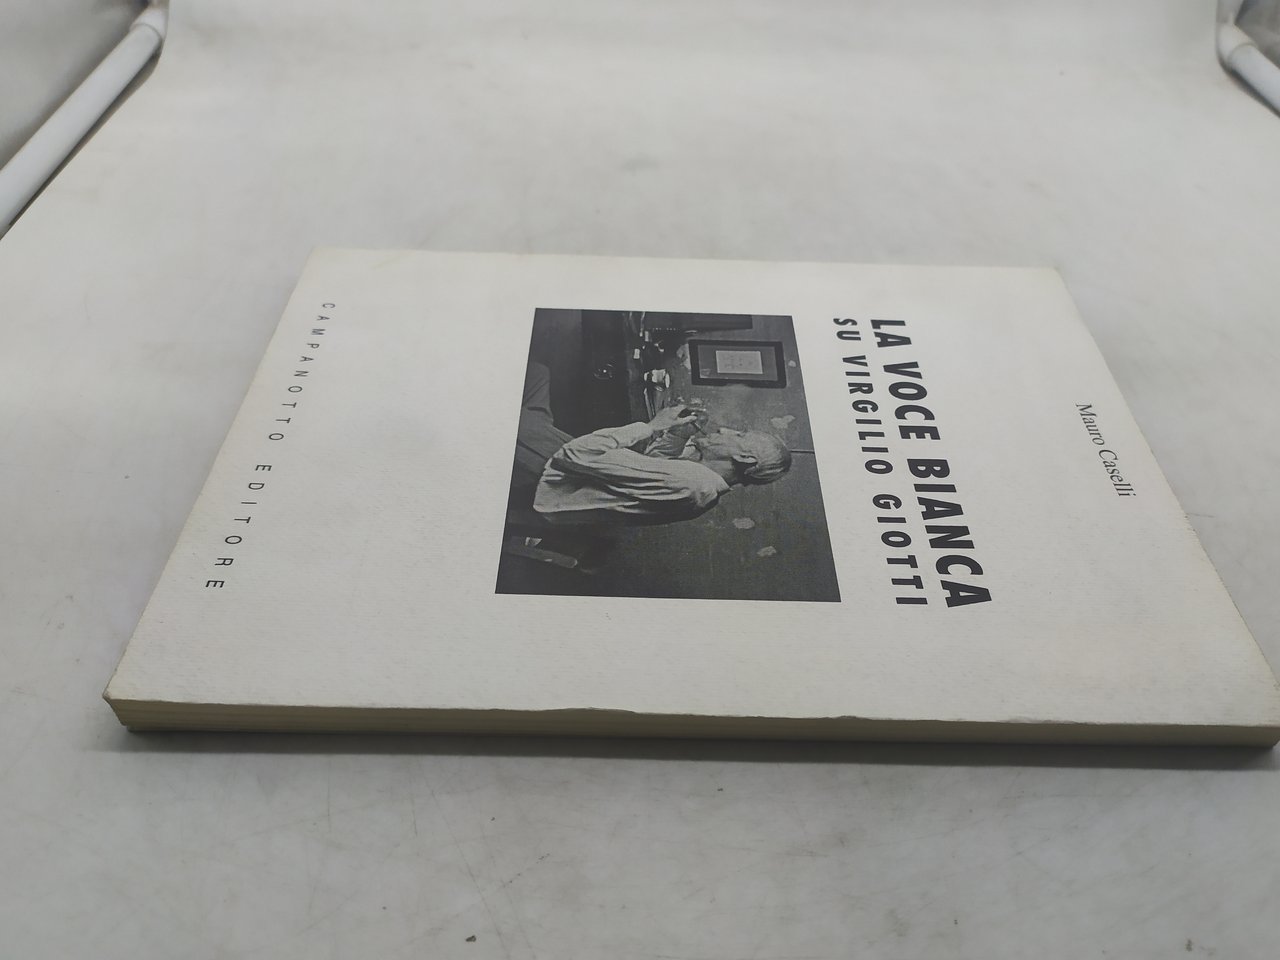 Mauro Caselli
LA VOCE BIANCA
SU VIRGILIO GIOTTI
CAMPANOTTO EDITORE